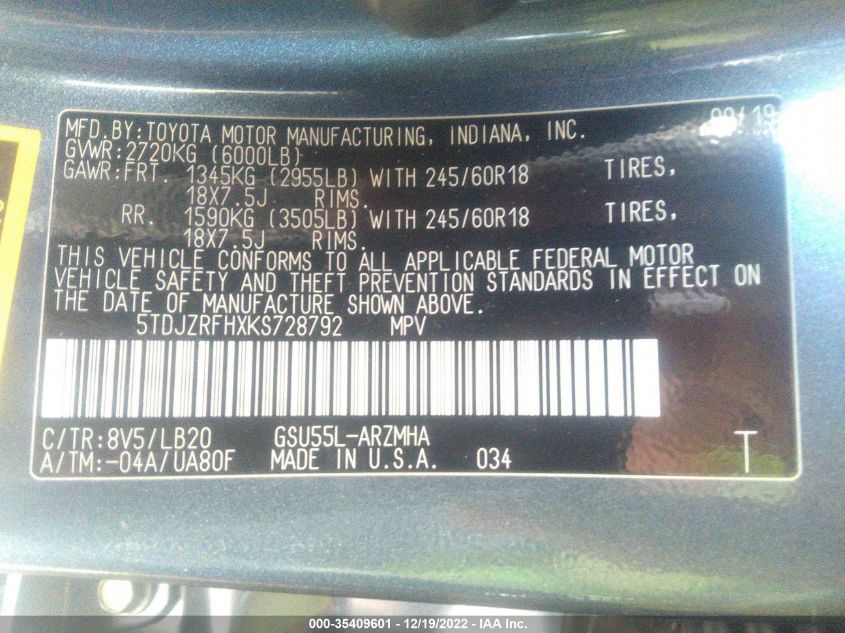 MFD.BY:TOYOTA MOTOR MANUFACTURING, INDIANA, INC. 09/19
GVWR:2720KG (6000LB)
GAWR:FRT. 1345KG (2955LB) WITH 245/60R18 TIRES,
18X7.5J RIMS.
RR. 1590KG (3505LB) WITH 245/60R18 TIRES,
18X7.5J RIMS.
THIS VEHICLE CONFORMS TO ALL APPLICABLE FEDERAL MOTOR
VEHICLE SAFETY AND THEFT PREVENTION STANDARDS IN EFFECT ON
THE DATE OF MANUFACTURE SHOWN ABOVE.
5TDJZRFHXKS728792 MPV
C/TR:8V5/LB20 GSU55L-ARZMHA
A/TM:-04A/UA80F MADE IN U.S.A. 034 T
000-35409601 - 12/19/2022 - IAA Inc.